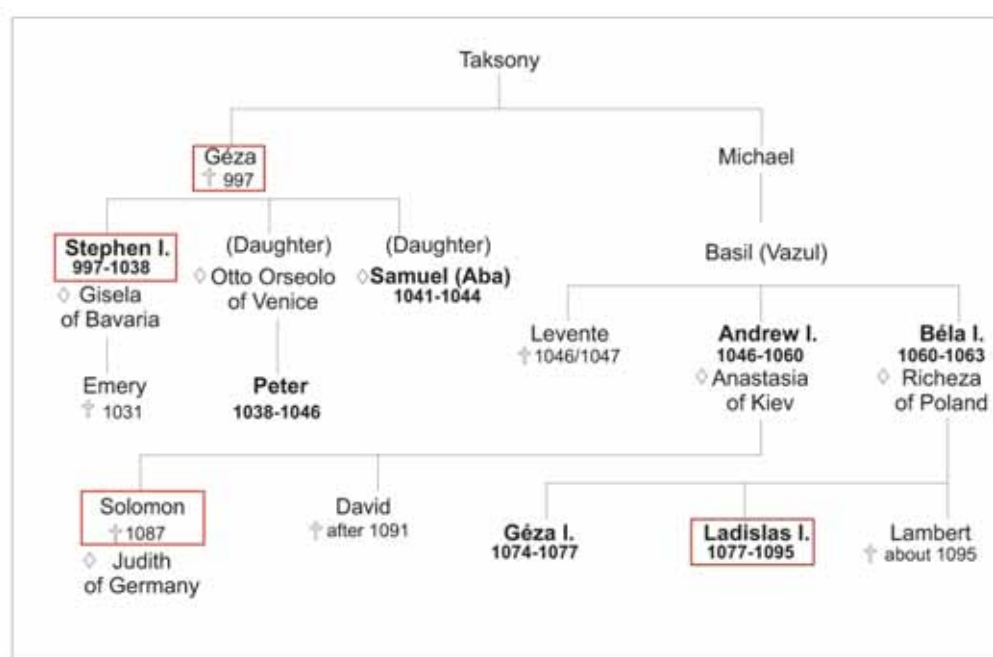 Taksony
Géza
† 997
Michael
Stephen I.
997-1038
◊ Gisela
of Bavaria
(Daughter)
◊ Otto Orseolo
of Venice
(Daughter)
◊ Samuel (Aba)
1041-1044
Basil (Vazul)
Levente
† 1046/1047
Andrew I.
1046-1060
◊ Anastasia
of Kiev
Béla I.
1060-1063
◊ Richeza
of Poland
Emery
† 1031
Peter
1038-1046
Solomon
† 1087
◊ Judith
of Germany
David
† after 1091
Géza I.
1074-1077
Ladislas I.
1077-1095
Lambert
† about 1095